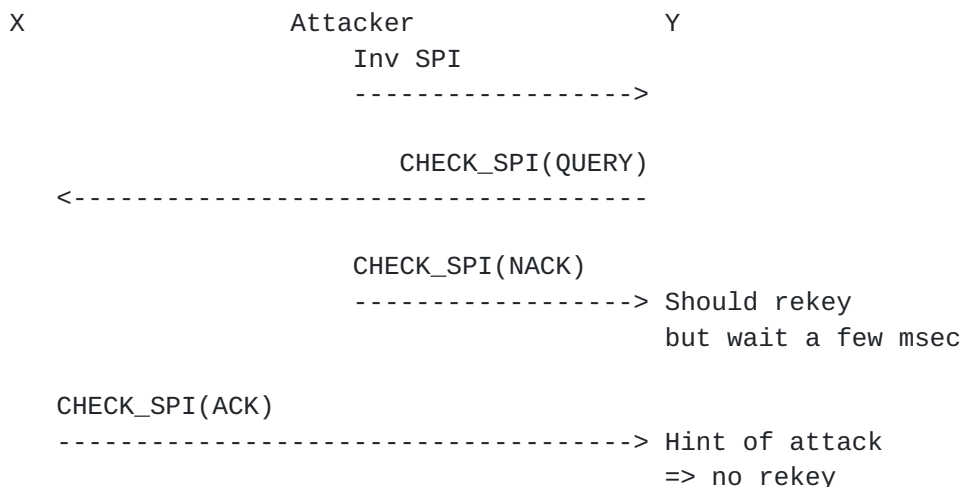 X Attacker Y
Inv SPI
------------------>
CHECK_SPI(QUERY)
<-------------------------------------
CHECK_SPI(NACK)
------------------> Should rekey
but wait a few msec
CHECK_SPI(ACK)
-------------------------------------> Hint of attack
=> no rekey